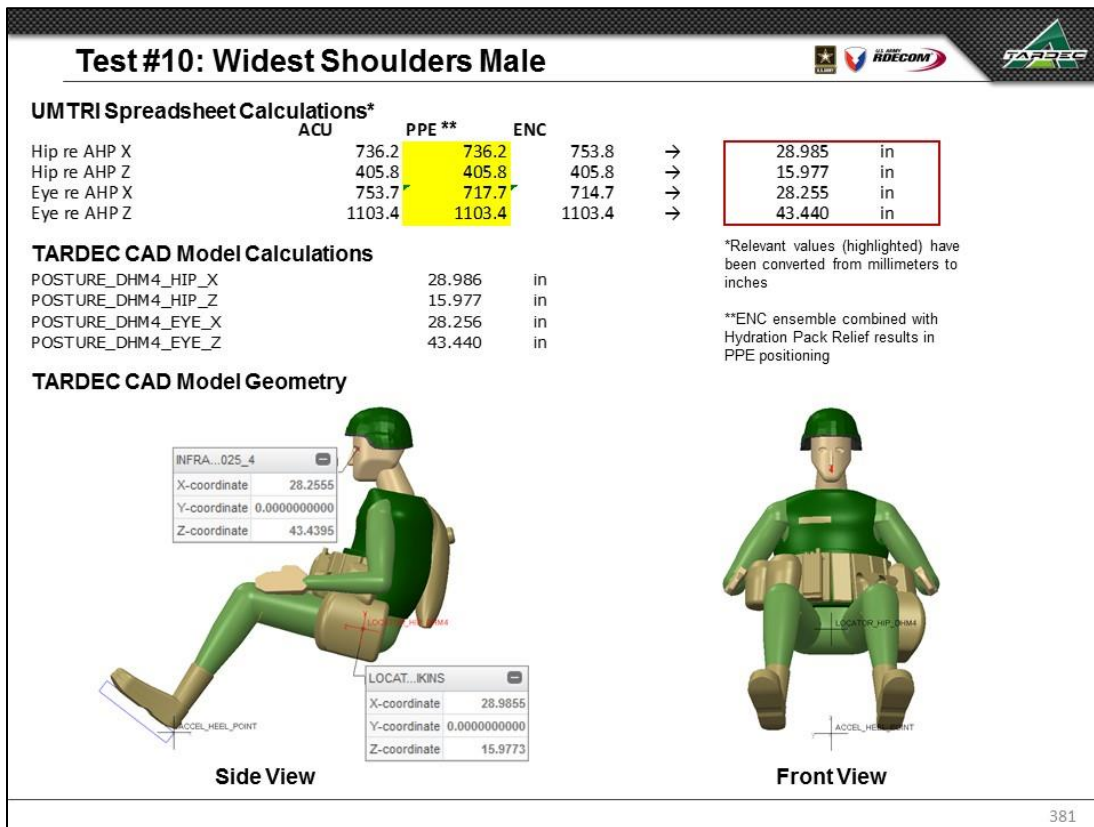 Test #10: Widest Shoulders Male
U.S. ARMY
U.S. ARMY
RDECOM
TARDEC
UMTRI Spreadsheet Calculations*
ACU PPE ** ENC
Hip re AHP X 736.2 736.2 753.8 → 28.985 in
Hip re AHP Z 405.8 405.8 405.8 → 15.977 in
Eye re AHP X 753.7 717.7 714.7 → 28.255 in
Eye re AHP Z 1103.4 1103.4 1103.4 → 43.440 in
*Relevant values (highlighted) have
been converted from millimeters to
inches
**ENC ensemble combined with
Hydration Pack Relief results in
PPE positioning
TARDEC CAD Model Calculations
POSTURE_DHM4_HIP_X 28.986 in
POSTURE_DHM4_HIP_Z 15.977 in
POSTURE_DHM4_EYE_X 28.256 in
POSTURE_DHM4_EYE_Z 43.440 in
TARDEC CAD Model Geometry
INFRA...025_4
X-coordinate 28.2555
Y-coordinate 0.0000000000
Z-coordinate 43.4395
LOCATOR_HIP_DHM4
LOCAT...IKINS
X-coordinate 28.9855
Y-coordinate 0.0000000000
Z-coordinate 15.9773
ACCEL_HEEL_POINT
Side View
LOCATOR_HIP_DHM4
ACCEL_HEEL_POINT
Front View
381